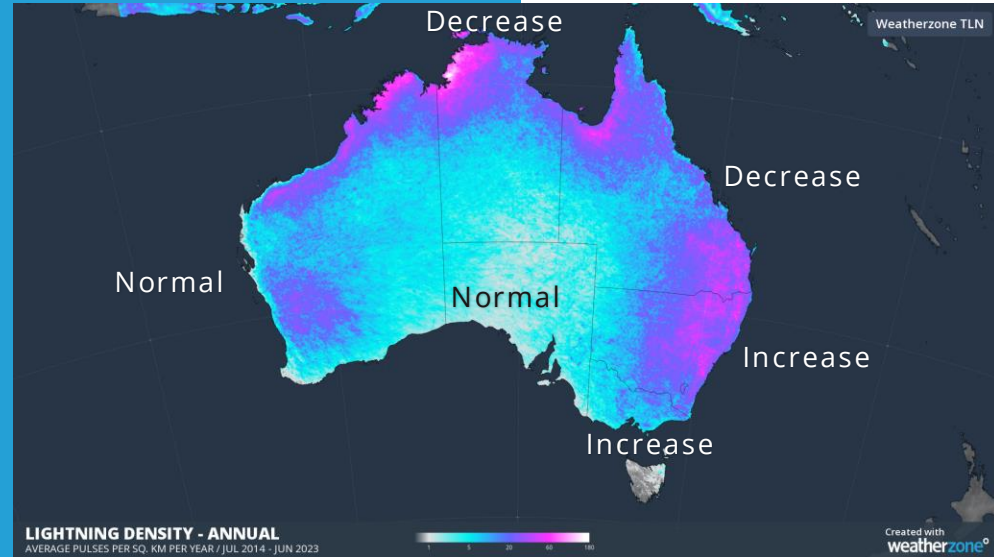 Decrease
Weatherzone TLN
Decrease
Normal
Normal
Increase
Increase
LIGHTNING DENSITY - ANNUAL
AVERAGE PULSES PER SQ. KM PER YEAR / JUL 2014 - JUN 2023
1 5 20 60 180
Created with
weatherzone°